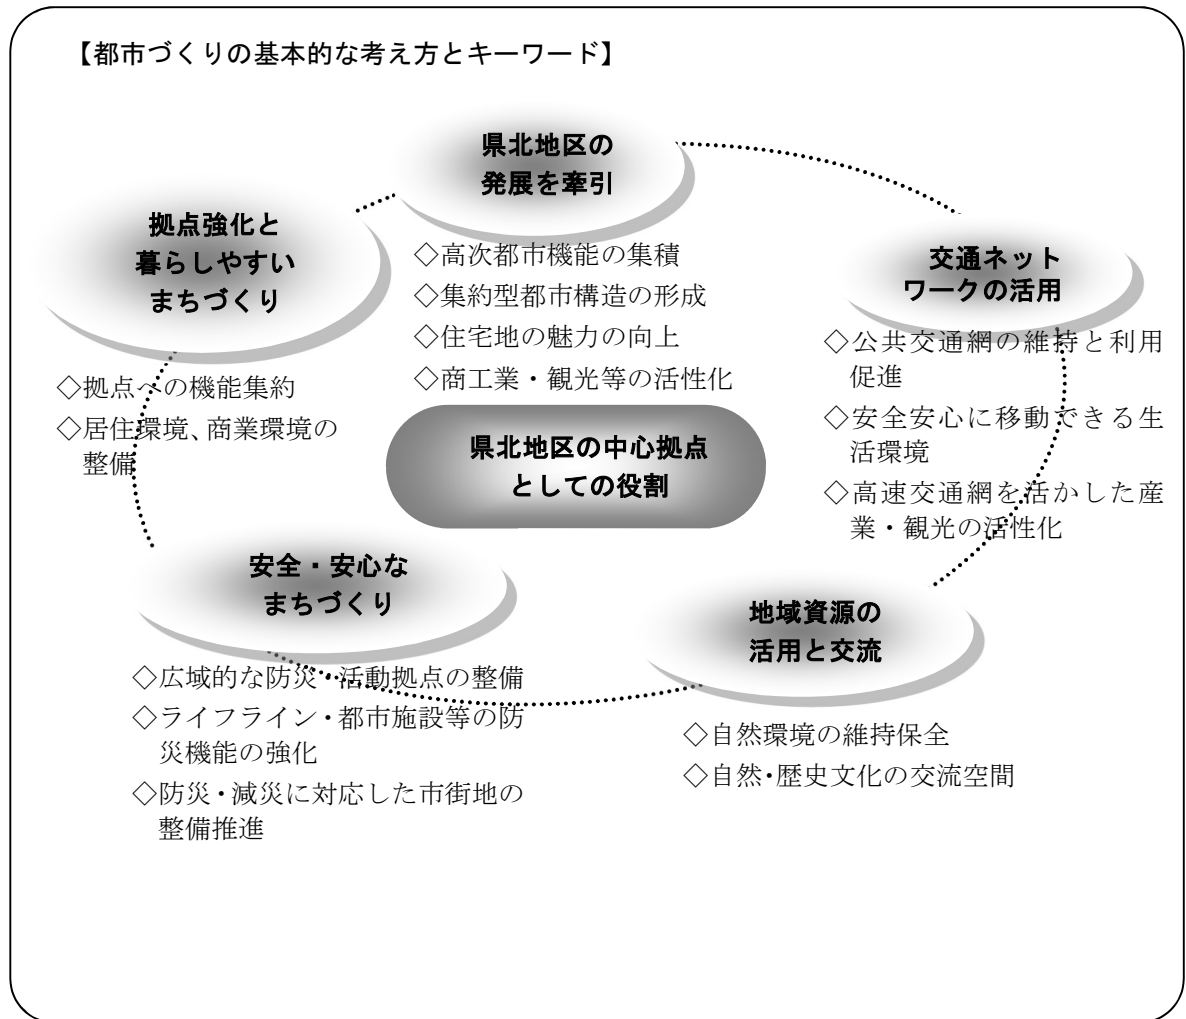 【都市づくりの基本的な考え方とキーワード】
県北地区の
発展を牽引
◇高次都市機能の集積
◇集約型都市構造の形成
◇住宅地の魅力の向上
◇商工業・観光等の活性化
拠点強化と
暮らしやすい
まちづくり
◇拠点への機能集約
◇居住環境、商業環境の
整備
交通ネット
ワークの活用
◇公共交通網の維持と利用
促進
◇安全安心に移動できる生
活環境
◇高速交通網を活かした産
業・観光の活性化
県北地区の中心拠点
としての役割
安全・安心な
まちづくり
◇広域的な防災・活動拠点の整備
◇ライフライン・都市施設等の防
災機能の強化
◇防災・減災に対応した市街地の
整備推進
地域資源の
活用と交流
◇自然環境の維持保全
◇自然・歴史文化の交流空間